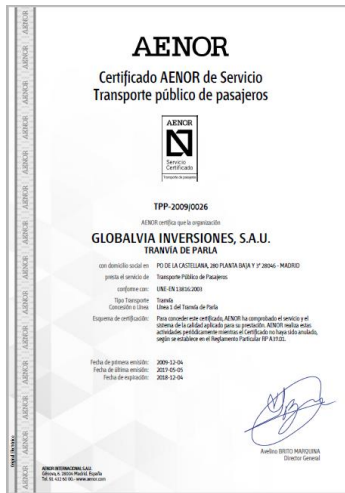 AENOR
Certificado AENOR de Servicio
Transporte público de pasajeros
AENOR
Servicio
Certificado
Transporte de pasajeros
TPP-2009/0026
AENOR certifica que la organización
GLOBALVIA INVERSIONES, S.A.U.
TRANVÍA DE PARLA
con domicilio social en PO DE LA CASTELLANA, 280 PLANTA BAJA Y 3ª 28046 - MADRID
presta el servicio de Transporte Público de Pasajeros
conforme con: UNE-EN 13816:2003
Tipo Transporte Tranvía
Concesión o Línea Línea 1 del Tranvía de Parla
Esquema de certificación: Para conceder este certificado, AENOR ha comprobado el servicio y el
sistema de la calidad aplicado para su prestación. AENOR realiza estas
actividades periódicamente mientras el Certificado no haya sido anulado,
según se establece en el Reglamento Particular RP A39.01.
Fecha de primera emisión: 2009-12-04
Fecha de última emisión: 2017-05-05
Fecha de expiración: 2018-12-04
Avelino BRITO MARQUINA
Director General
AENOR INTERNACIONAL S.A.U.
Génova, 6. 28004 Madrid. España
Tel. 91 432 60 00.- www.aenor.com